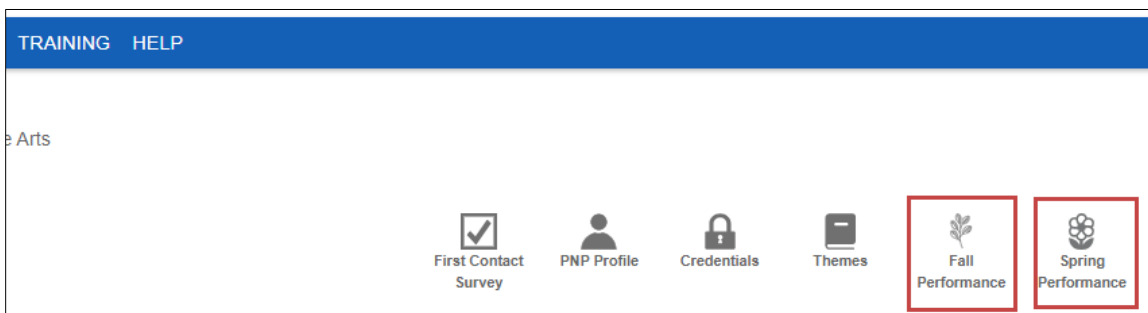 TRAINING HELP
e Arts
First Contact
Survey
PNP Profile
Credentials
Themes
Fall
Performance
Spring
Performance